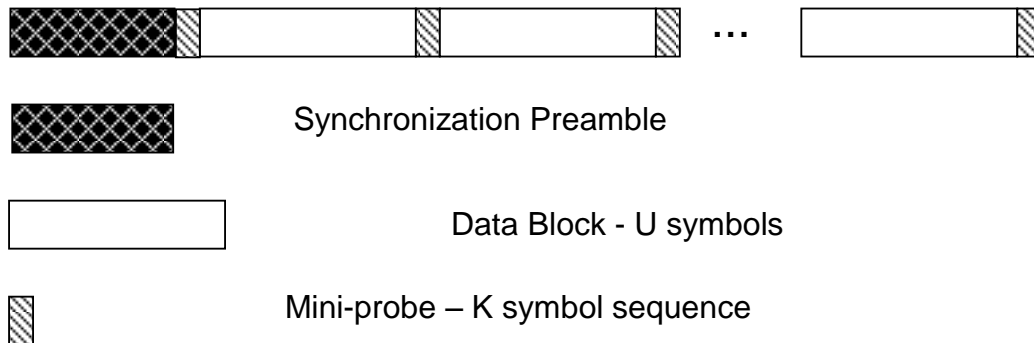 ...
Synchronization Preamble
Data Block - U symbols
Mini-probe – K symbol sequence